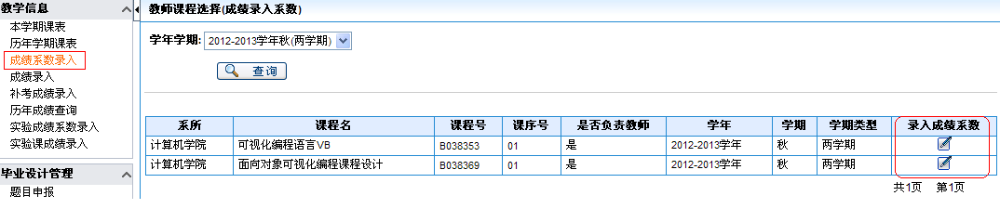 教学信息
本学期课表
历年学期课表
成绩系数录入
成绩录入
补考成绩录入
历年成绩查询
实验成绩系数录入
实验课成绩录入
毕业设计管理
题目申报
教师课程选择(成绩录入系数)
学年学期: 2012-2013学年秋(两学期)
查询
系所 课程名 课程号 课序号 是否负责教师 学年 学期 学期类型 录入成绩系数
计算机学院 可视化编程语言VB B038353 01 是 2012-2013学年 秋 两学期
计算机学院 面向对象可视化编程课程设计 B038369 01 是 2012-2013学年 秋 两学期
共1页 第1页